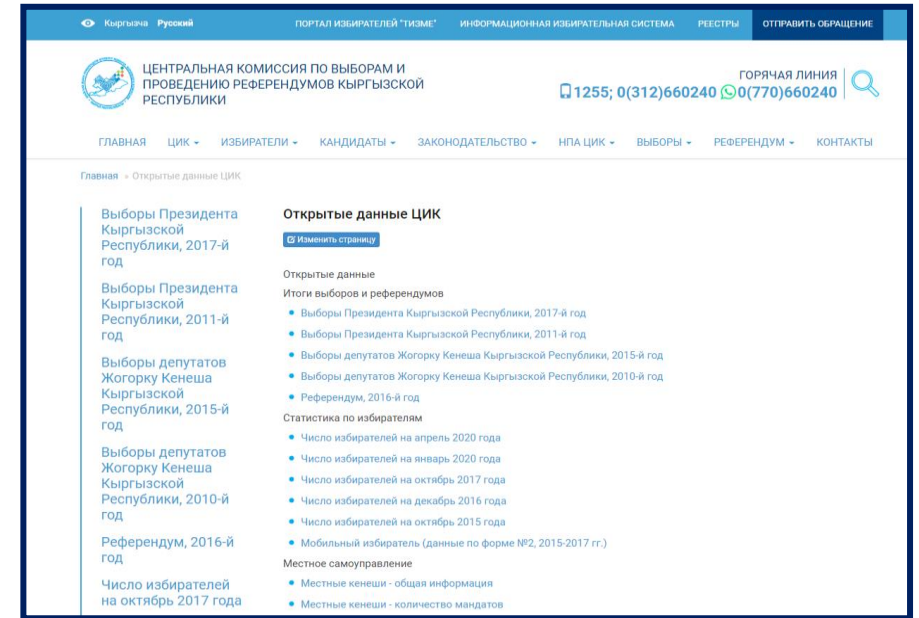 Кыргызча Русский ПОРТАЛ ИЗБИРАТЕЛЕЙ "ТИЗМЕ" ИНФОРМАЦИОННАЯ ИЗБИРАТЕЛЬНАЯ СИСТЕМА РЕЕСТРЫ ОТПРАВИТЬ ОБРАЩЕНИЕ
ЦЕНТРАЛЬНАЯ КОМИССИЯ ПО ВЫБОРАМ И
ПРОВЕДЕНИЮ РЕФЕРЕНДУМОВ КЫРГЫЗСКОЙ
РЕСПУБЛИКИ
ГОРЯЧАЯ ЛИНИЯ
1255; 0(312)660240 0(770)660240
ГЛАВНАЯ ЦИК ИЗБИРАТЕЛИ КАНДИДАТЫ ЗАКОНОДАТЕЛЬСТВО НПА ЦИК ВЫБОРЫ РЕФЕРЕНДУМ КОНТАКТЫ
Главная » Открытые данные ЦИК
Выборы Президента
Кыргызской
Республики, 2017-й
год
Выборы Президента
Кыргызской
Республики, 2011-й
год
Выборы депутатов
Жогорку Кенеша
Кыргызской
Республики, 2015-й
год
Выборы депутатов
Жогорку Кенеша
Кыргызской
Республики, 2010-й
год
Референдум, 2016-й
год
Число избирателей
на октябрь 2017 года
Открытые данные ЦИК
Изменить страницу
Открытые данные
Итоги выборов и референдумов
Выборы Президента Кыргызской Республики, 2017-й год
Выборы Президента Кыргызской Республики, 2011-й год
Выборы депутатов Жогорку Кенеша Кыргызской Республики, 2015-й год
Выборы депутатов Жогорку Кенеша Кыргызской Республики, 2010-й год
Референдум, 2016-й год
Статистика по избирателям
Число избирателей на апрель 2020 года
Число избирателей на январь 2020 года
Число избирателей на октябрь 2017 года
Число избирателей на декабрь 2016 года
Число избирателей на октябрь 2015 года
Мобильный избиратель (данные по форме №2, 2015-2017 гг.)
Местное самоуправление
Местные кенеши - общая информация
Местные кенеши - количество мандатов